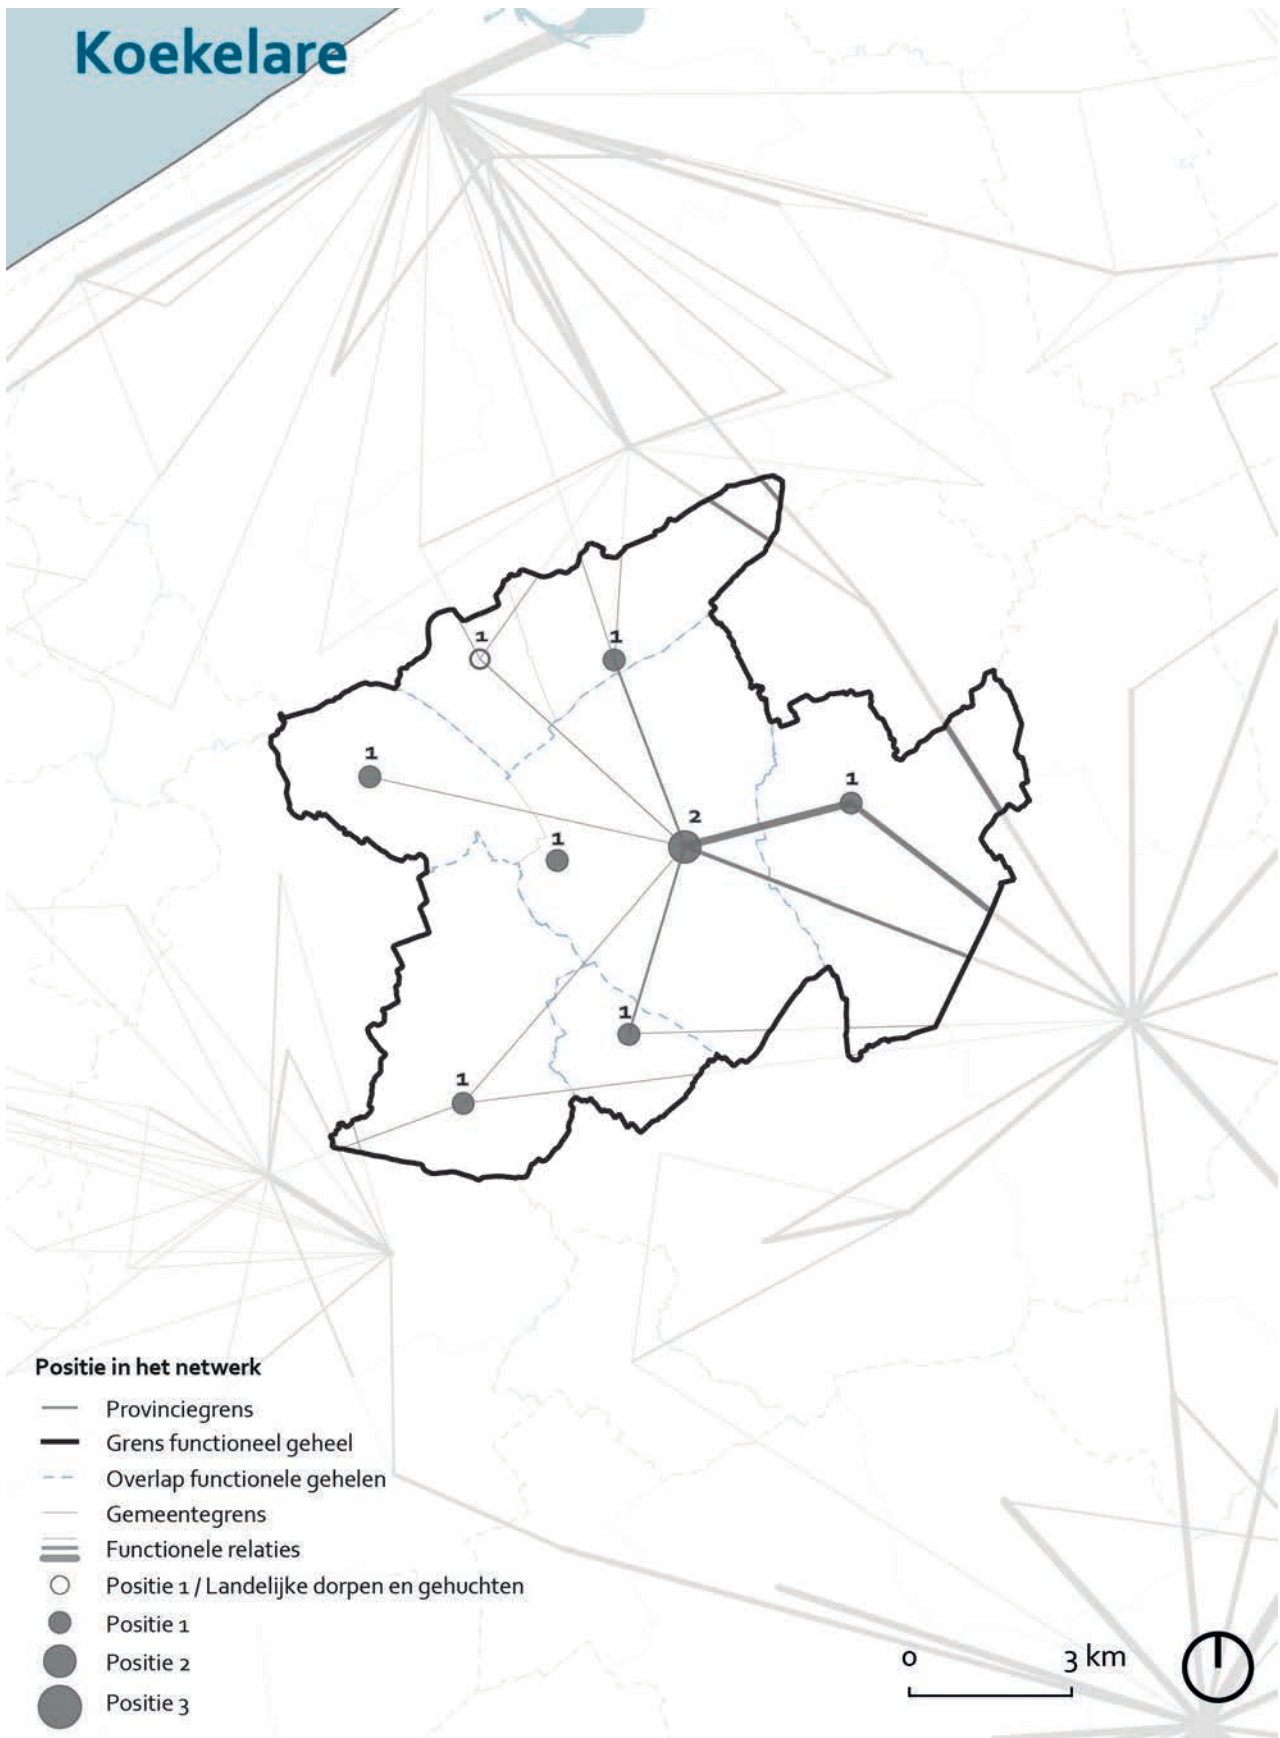 Koekelare
1
1
1
1
2
1
1
1
Positie in het netwerk
Provinciegrens
Grens functioneel geheel
Overlap functionele gehelen
Gemeentegrens
Functionele relaties
Positie 1 / Landelijke dorpen en gehuchten
Positie 1
Positie 2
Positie 3
0 3 km